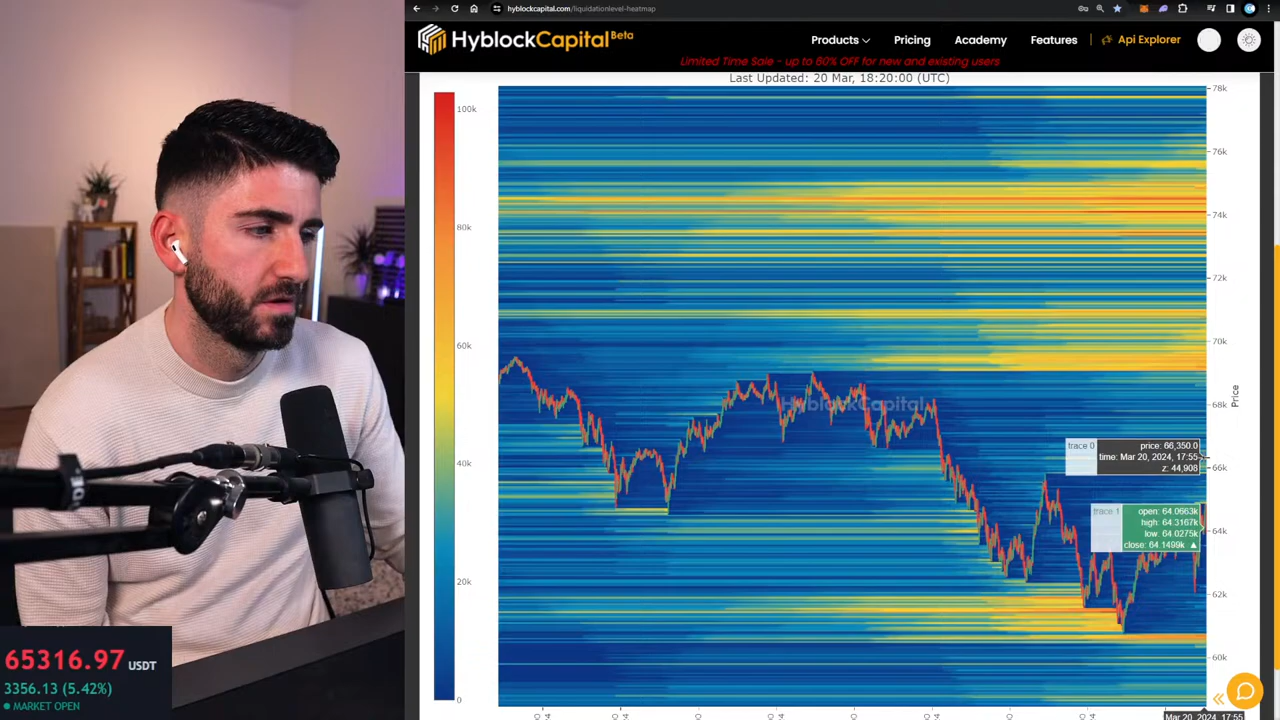 hyblockcapital.com/liquidationlevel-heatmap
HyblockCapital Beta
Products
Pricing
Academy
Features
Api Explorer
Limited Time Sale - up to 60% OFF for new and existing users
Last Updated: 20 Mar, 18:20:00 (UTC)
100k
80k
60k
40k
20k
0
78k
76k
74k
72k
70k
68k
66k
64k
62k
60k
Price
HyblockCapital
trace 0
price: 66,350.0
time: Mar 20, 2024, 17:55
z: 44,908
trace 1
open: 64.0663k
high: 64.3167k
low: 64.0275k
close: 64.1499k ▲
Mar 20, 2024, 17:55
65316.97 USDT
3356.13 (5.42%)
MARKET OPEN